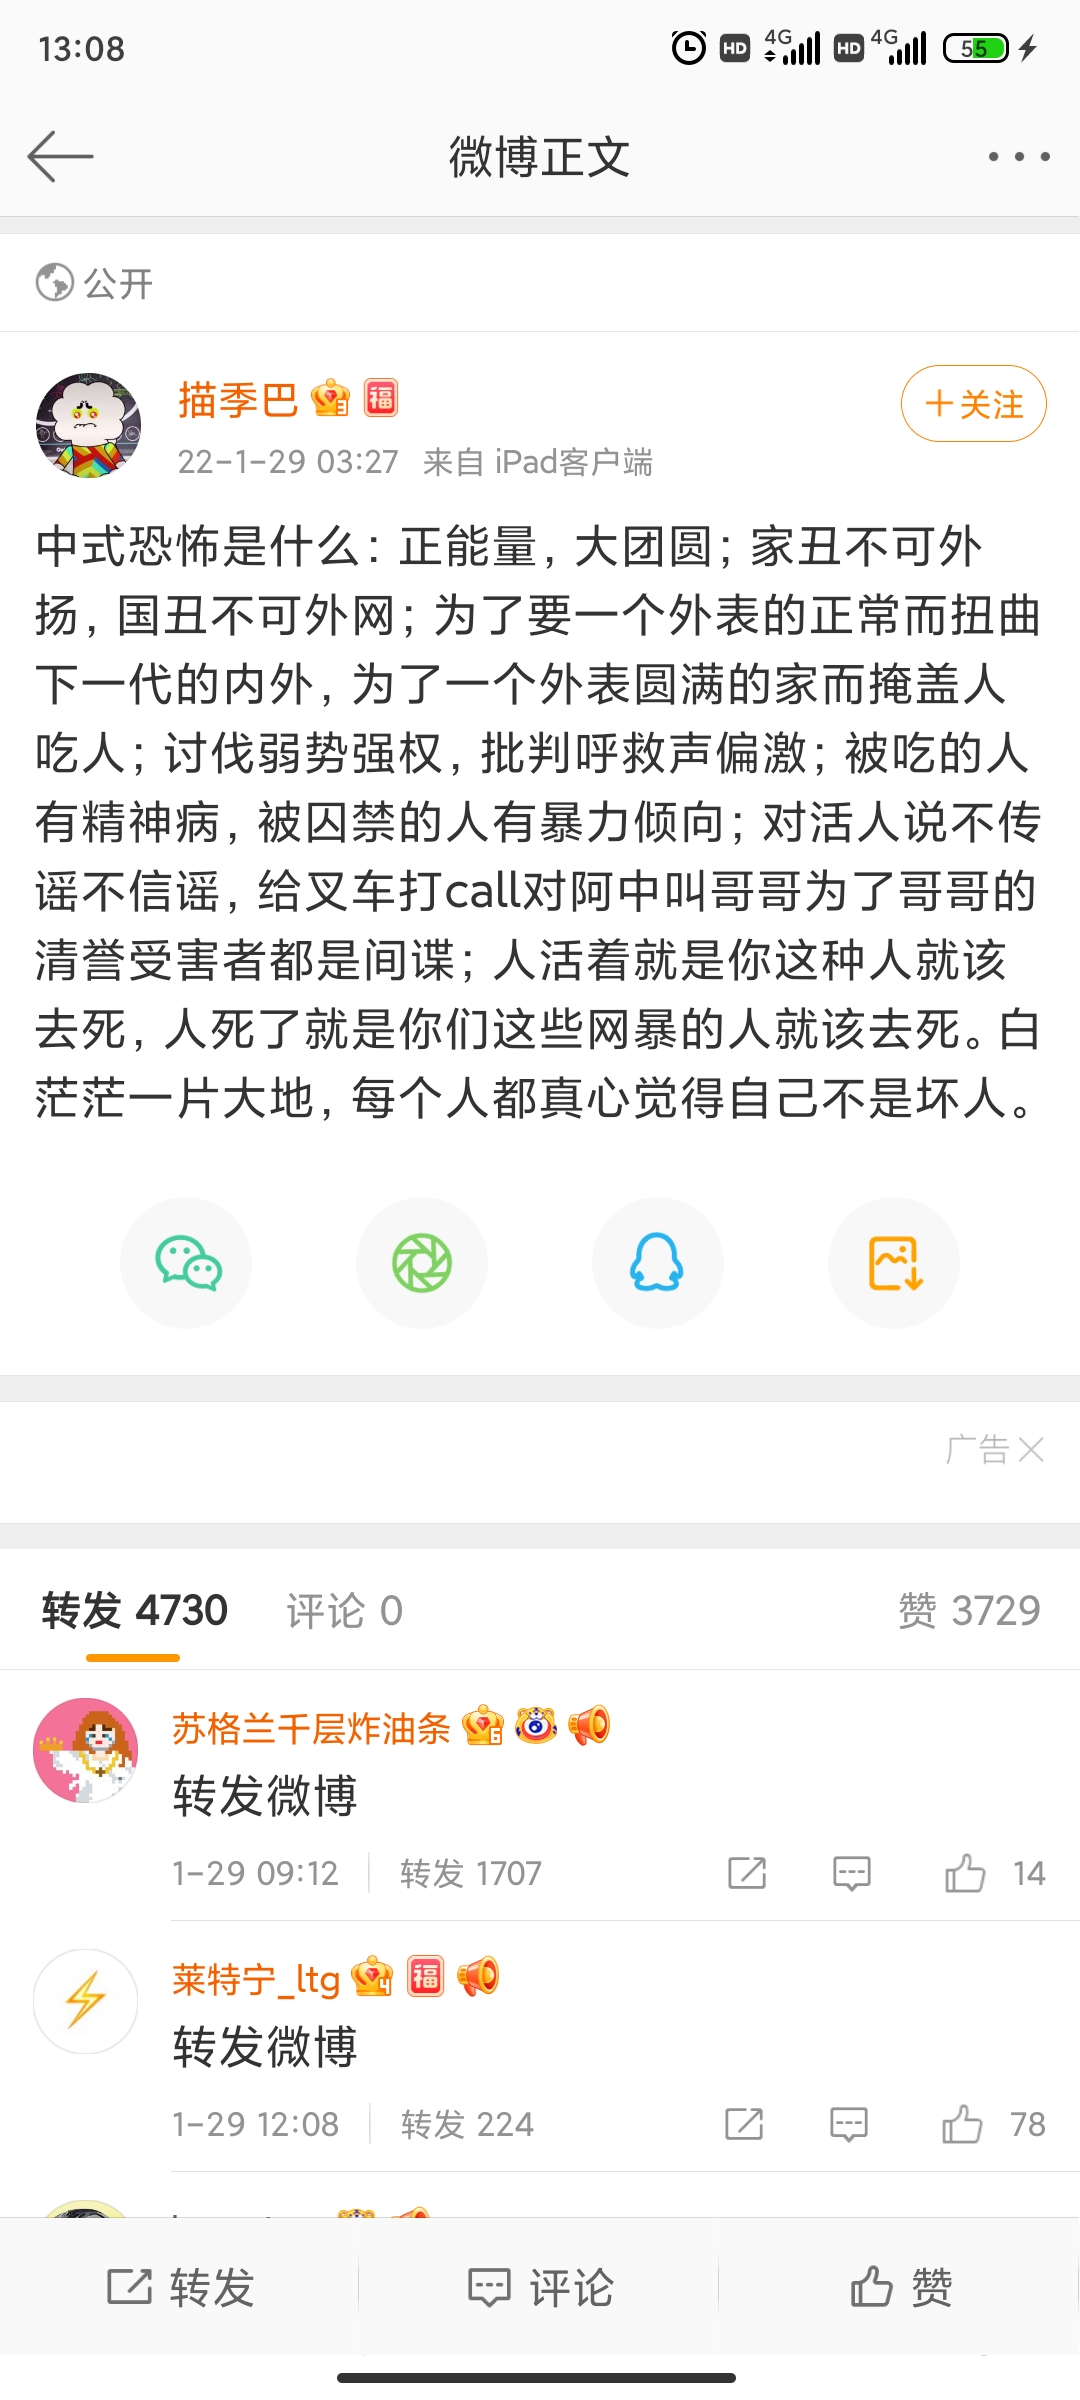 13:08
HD 4G HD 4G 55
微博正文
公开
描季巴 3 福
+关注
22-1-29 03:27 来自 iPad客户端
中式恐怖是什么：正能量，大团圆；家丑不可外
扬，国丑不可外网；为了要一个外表的正常而扭曲
下一代的内外，为了一个外表圆满的家而掩盖人
吃人；讨伐弱势强权，批判呼救声偏激；被吃的人
有精神病，被囚禁的人有暴力倾向；对活人说不传
谣不信谣，给叉车打call对阿中叫哥哥为了哥哥的
清誉受害者都是间谍；人活着就是你这种人就该
去死，人死了就是你们这些网暴的人就该去死。白
茫茫一片大地，每个人都真心觉得自己不是坏人。
广告
转发 4730 评论 0 赞 3729
苏格兰千层炸油条
转发微博
1-29 09:12 转发 1707 14
莱特宁_ltg 4 福
转发微博
1-29 12:08 转发 224 78
转发 评论 赞